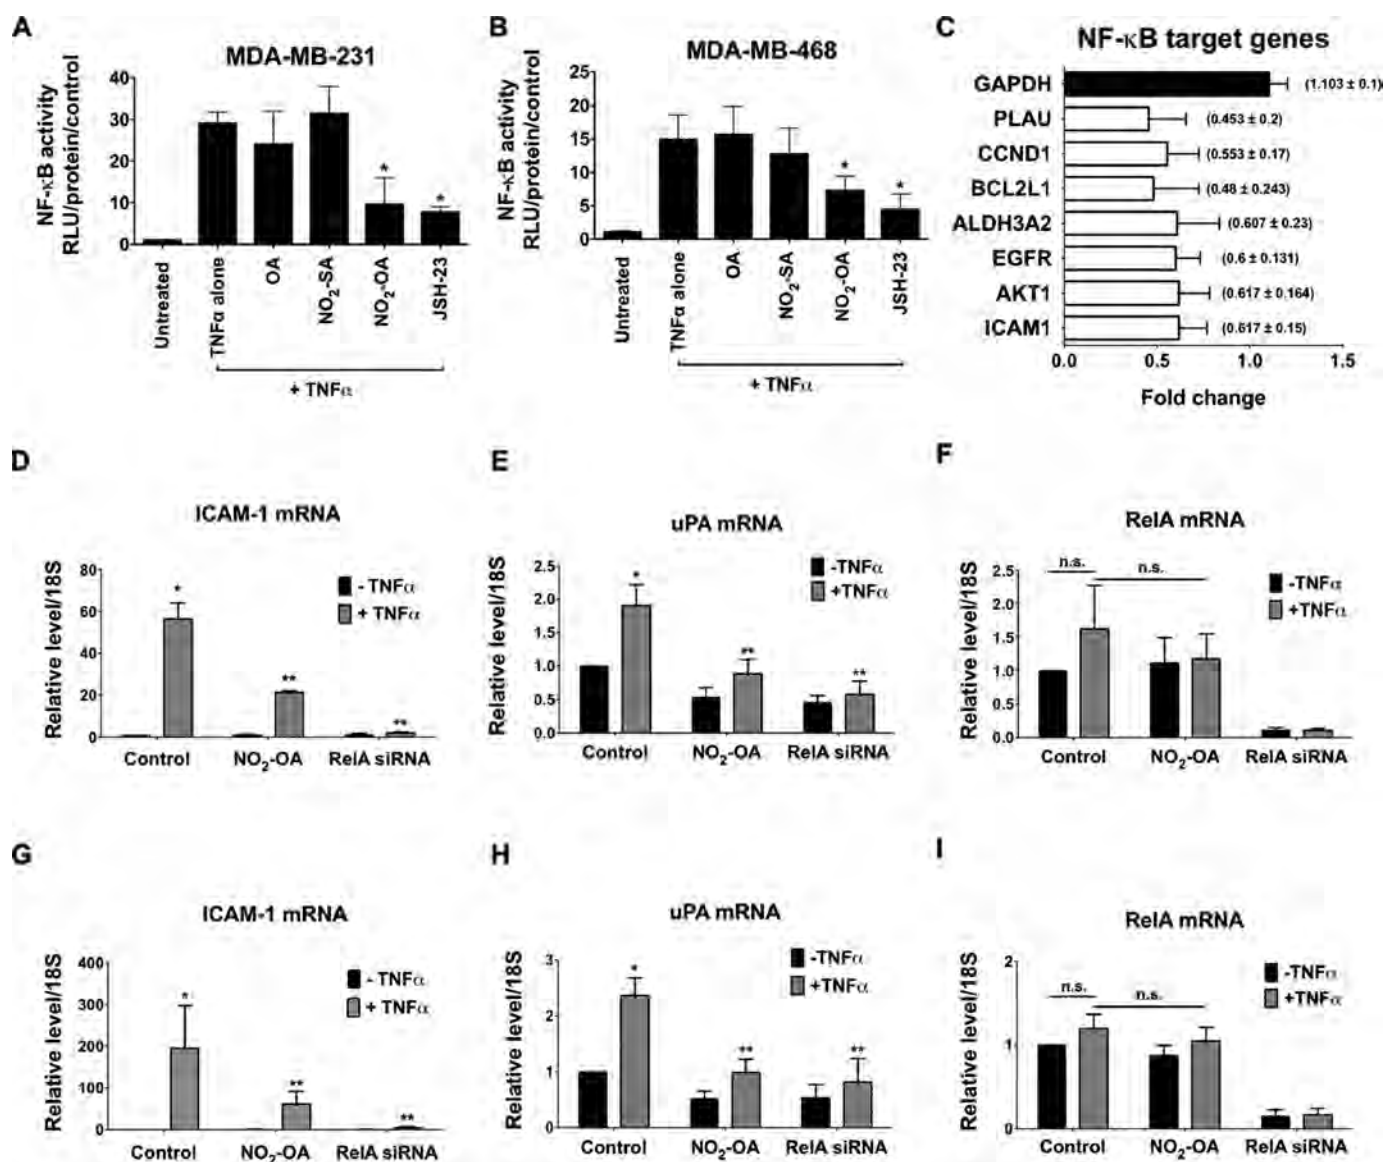 A
MDA-MB-231
NF-κB activity
RLU/protein/control
40
30
20
10
0
*
*
Untreated
TNFα alone
OA
NO2-SA
NO2-OA
JSH-23
+ TNFα
B
MDA-MB-468
NF-κB activity
RLU/protein/control
25
20
15
10
5
0
*
*
Untreated
TNFα alone
OA
NO2-SA
NO2-OA
JSH-23
+ TNFα
C
NF-κB target genes
GAPDH (1.103 ± 0.1)
PLAU (0.453 ± 0.2)
CCND1 (0.553 ± 0.17)
BCL2L1 (0.48 ± 0.243)
ALDH3A2 (0.607 ± 0.23)
EGFR (0.6 ± 0.131)
AKT1 (0.617 ± 0.164)
ICAM1 (0.617 ± 0.15)
0.0 0.5 1.0 1.5
Fold change
D
ICAM-1 mRNA
Relative level/18S
80
60
40
20
0
- TNFα
+ TNFα
*
**
**
Control NO2-OA RelA siRNA
E
uPA mRNA
Relative level/18S
2.5
2.0
1.5
1.0
0.5
0.0
-TNFα
+TNFα
*
**
**
Control NO2-OA RelA siRNA
F
RelA mRNA
Relative level/18S
2.5
2.0
1.5
1.0
0.5
0.0
n.s. n.s.
-TNFα
+TNFα
Control NO2-OA RelA siRNA
G
ICAM-1 mRNA
Relative level/18S
400
300
200
100
0
- TNFα
+ TNFα
*
**
**
Control NO2-OA RelA siRNA
H
uPA mRNA
Relative level/18S
3
2
1
0
-TNFα
+TNFα
*
**
**
Control NO2-OA RelA siRNA
I
RelA mRNA
Relative level/18S
2
1
0
n.s. n.s.
-TNFα
+TNFα
Control NO2-OA RelA siRNA